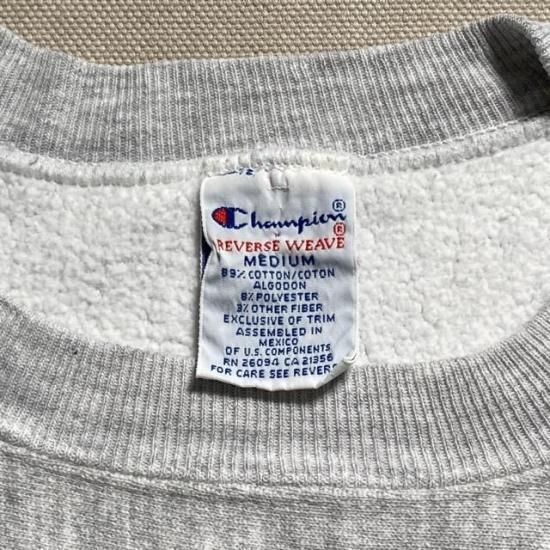 Champion®
REVERSE WEAVE®
MEDIUM
89% COTTON/COTON
ALGODON
8% POLYESTER
3% OTHER FIBER
EXCLUSIVE OF TRIM
ASSEMBLED IN
MEXICO
OF U.S. COMPONENTS
RN 26094 CA 21356
FOR CARE SEE REVER